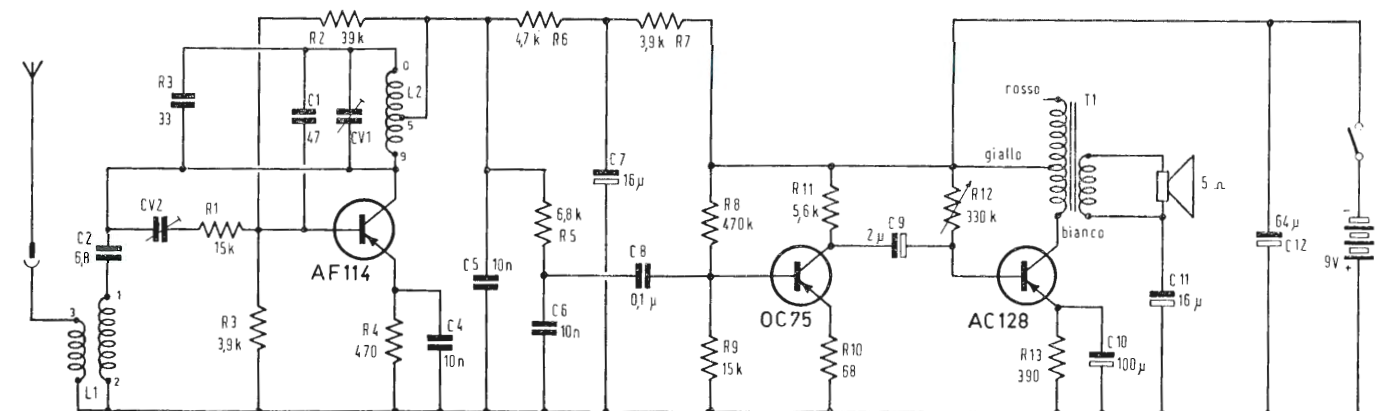 R2 39k
4,7k R6
3,9k R7
R3
33
C1
47
CV1
0
L2
5
9
rosso
T1
giallo
bianco
5 Ω
C7
16µ
R8
470k
R11
5,6k
R12
330k
CV2
R1
15k
C2
6,8
AF114
6,8k
R5
2µ C9
64µ
C12
-
9V +
C5 10n
C8
0,1µ
C6
10n
OC75
AC128
C11
16µ
1
3
2
L1
R3
3,9k
R4
470
C4
10n
R9
15k
R10
68
R13
390
C10
100µ